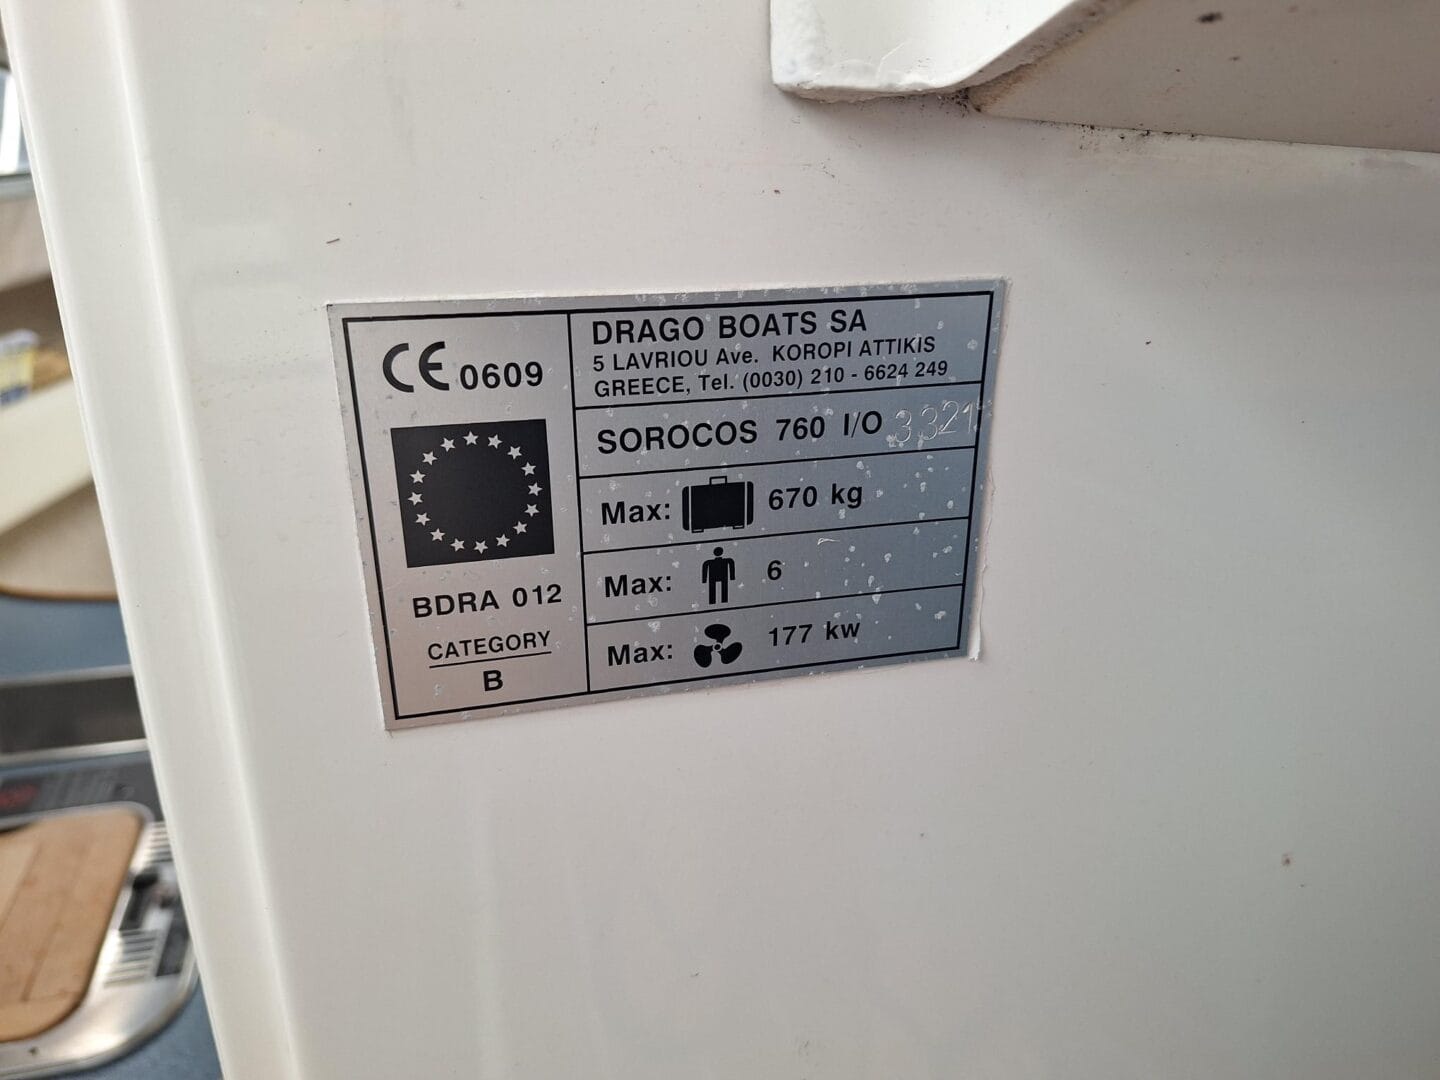 CE 0609
BDRA 012
CATEGORY
B
DRAGO BOATS SA
5 LAVRIOU Ave. KOROPI ATTIKIS
GREECE, Tel. (0030) 210 - 6624 249
SOROCOS 760 I/O 3321
Max: 670 kg
Max: 6
Max: 177 kw